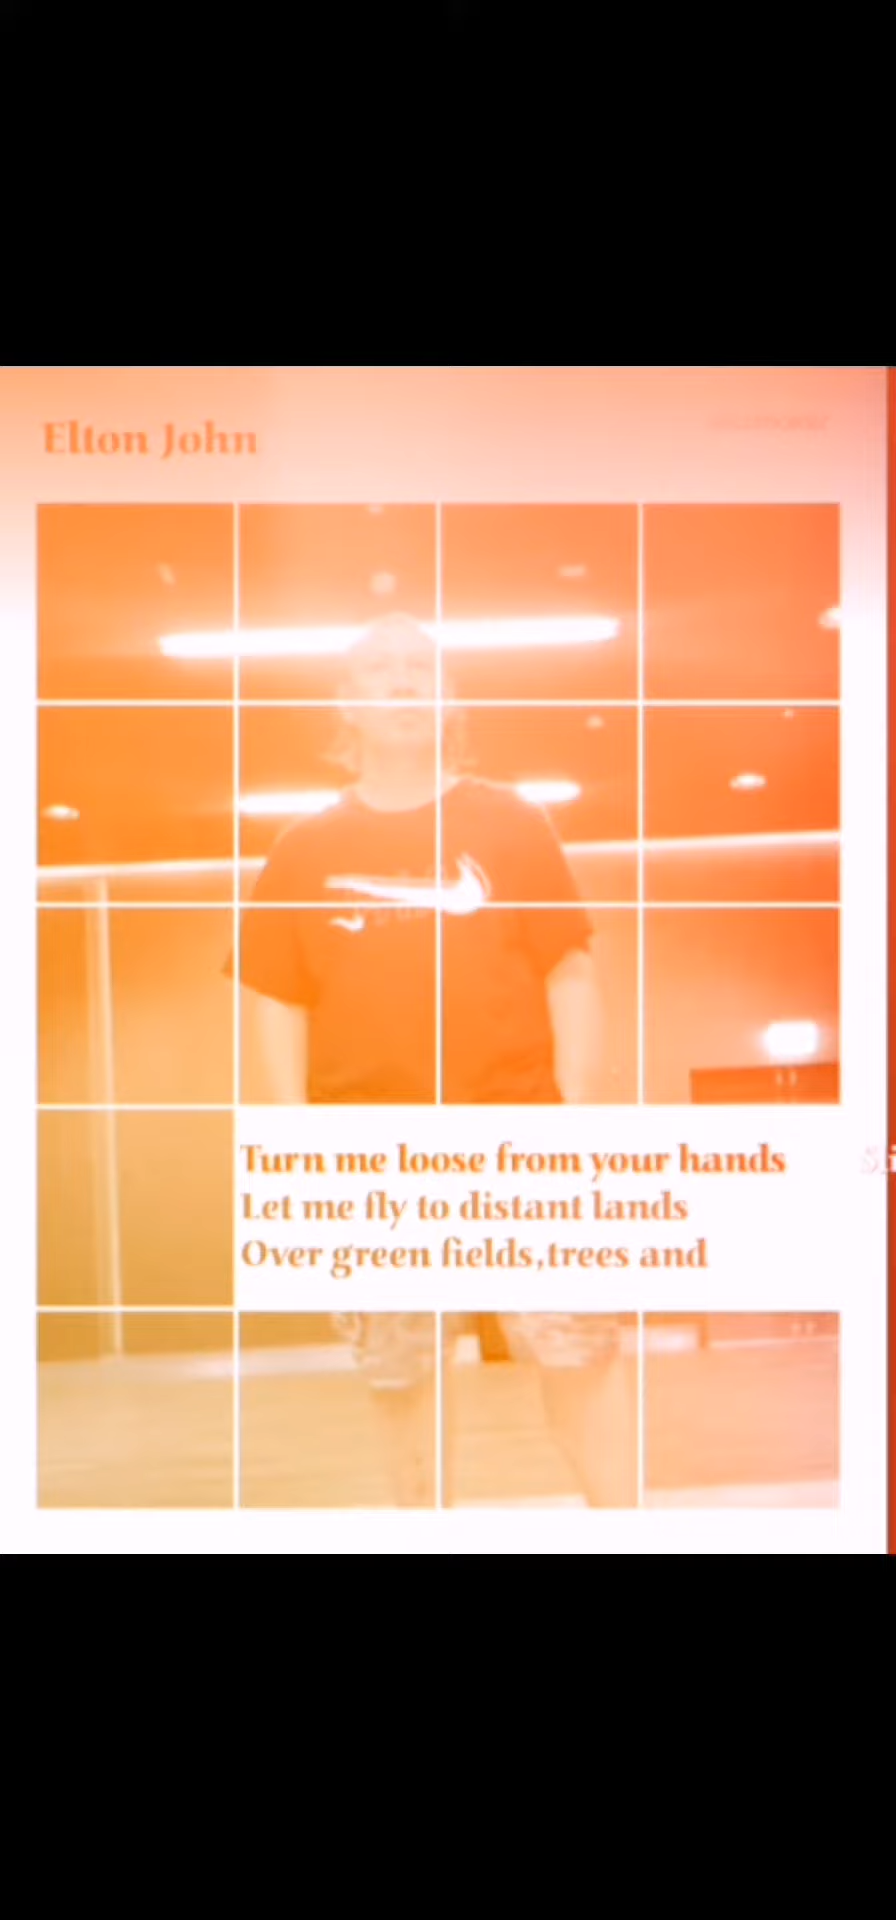 Elton John
Turn me loose from your hands
Let me fly to distant lands
Over green fields,trees and